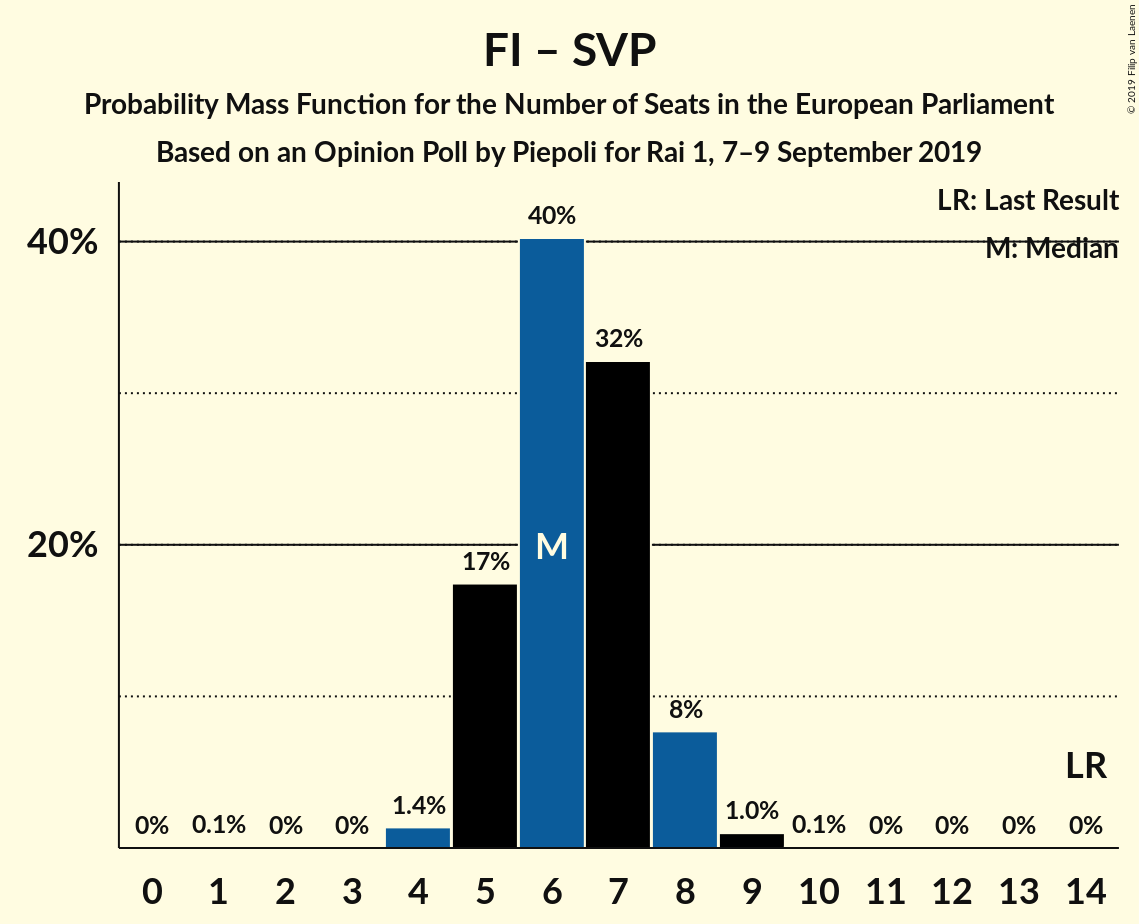 © 2019 Filip van Laenen
FI – SVP
Probability Mass Function for the Number of Seats in the European Parliament
Based on an Opinion Poll by Piepoli for Rai 1, 7–9 September 2019
LR: Last Result
M: Median
40%
20%
0%
0.1%
0%
0%
1.4%
17%
40%
32%
8%
1.0%
0.1%
0%
0%
0%
0%
M
LR
0 1 2 3 4 5 6 7 8 9 10 11 12 13 14